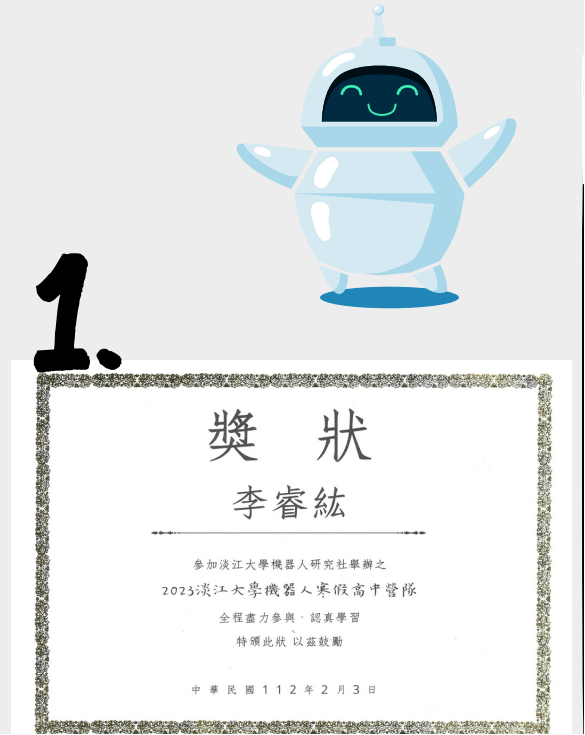 1.
獎 狀
李睿紘
參加淡江大學機器人研究社舉辦之
2023淡江大學機器人寒假高中營隊
全程盡力參與、認真學習
特頒此狀 以茲鼓勵
中華民國112年2月3日